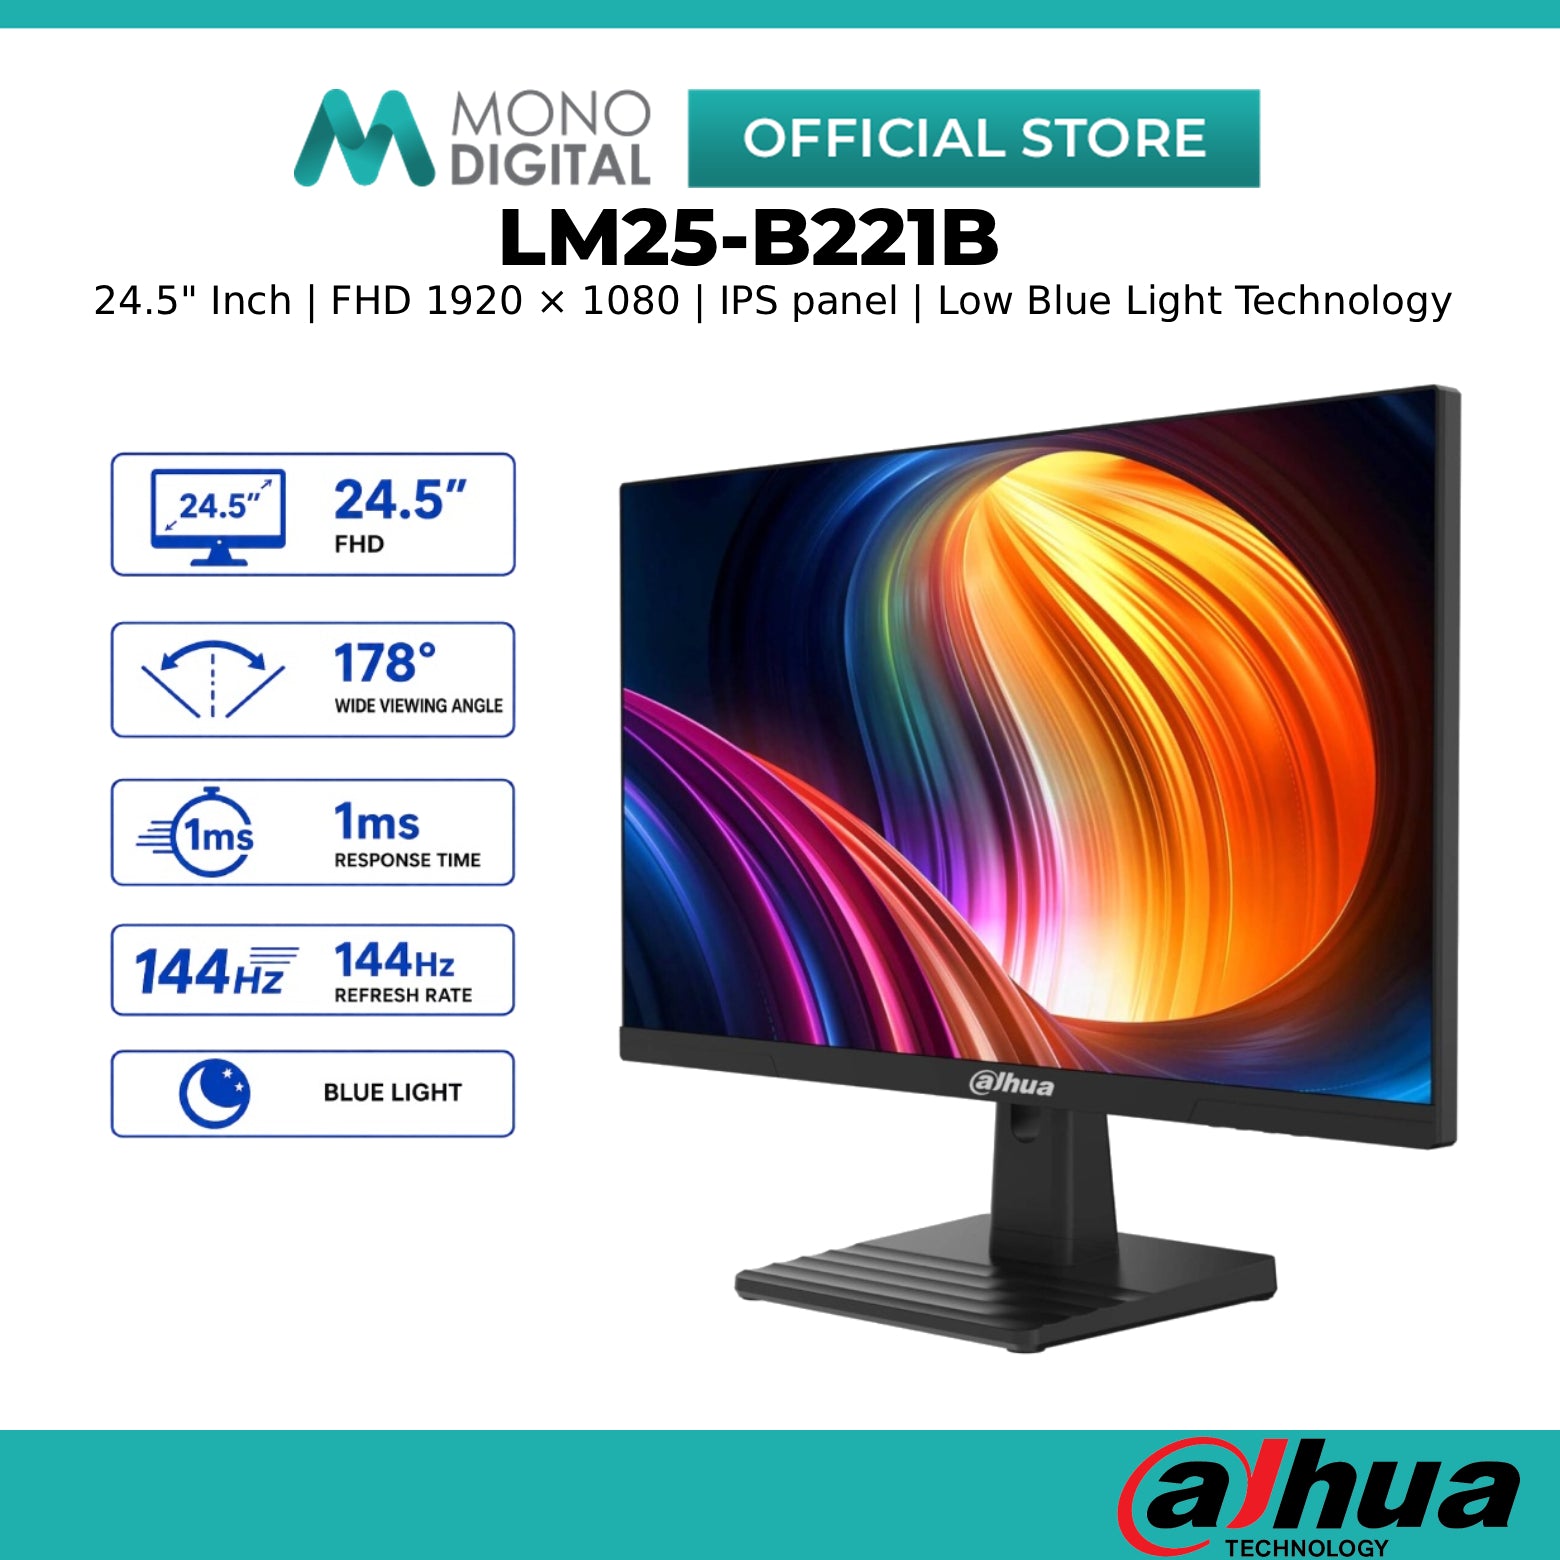 MONO
DIGITAL
OFFICIAL STORE
LM25-B221B
24.5" Inch | FHD 1920 × 1080 | IPS panel | Low Blue Light Technology
24.5”
24.5”
FHD
178°
WIDE VIEWING ANGLE
1ms
1ms
RESPONSE TIME
144Hz
144Hz
REFRESH RATE
BLUE LIGHT
alhua
alhua
TECHNOLOGY